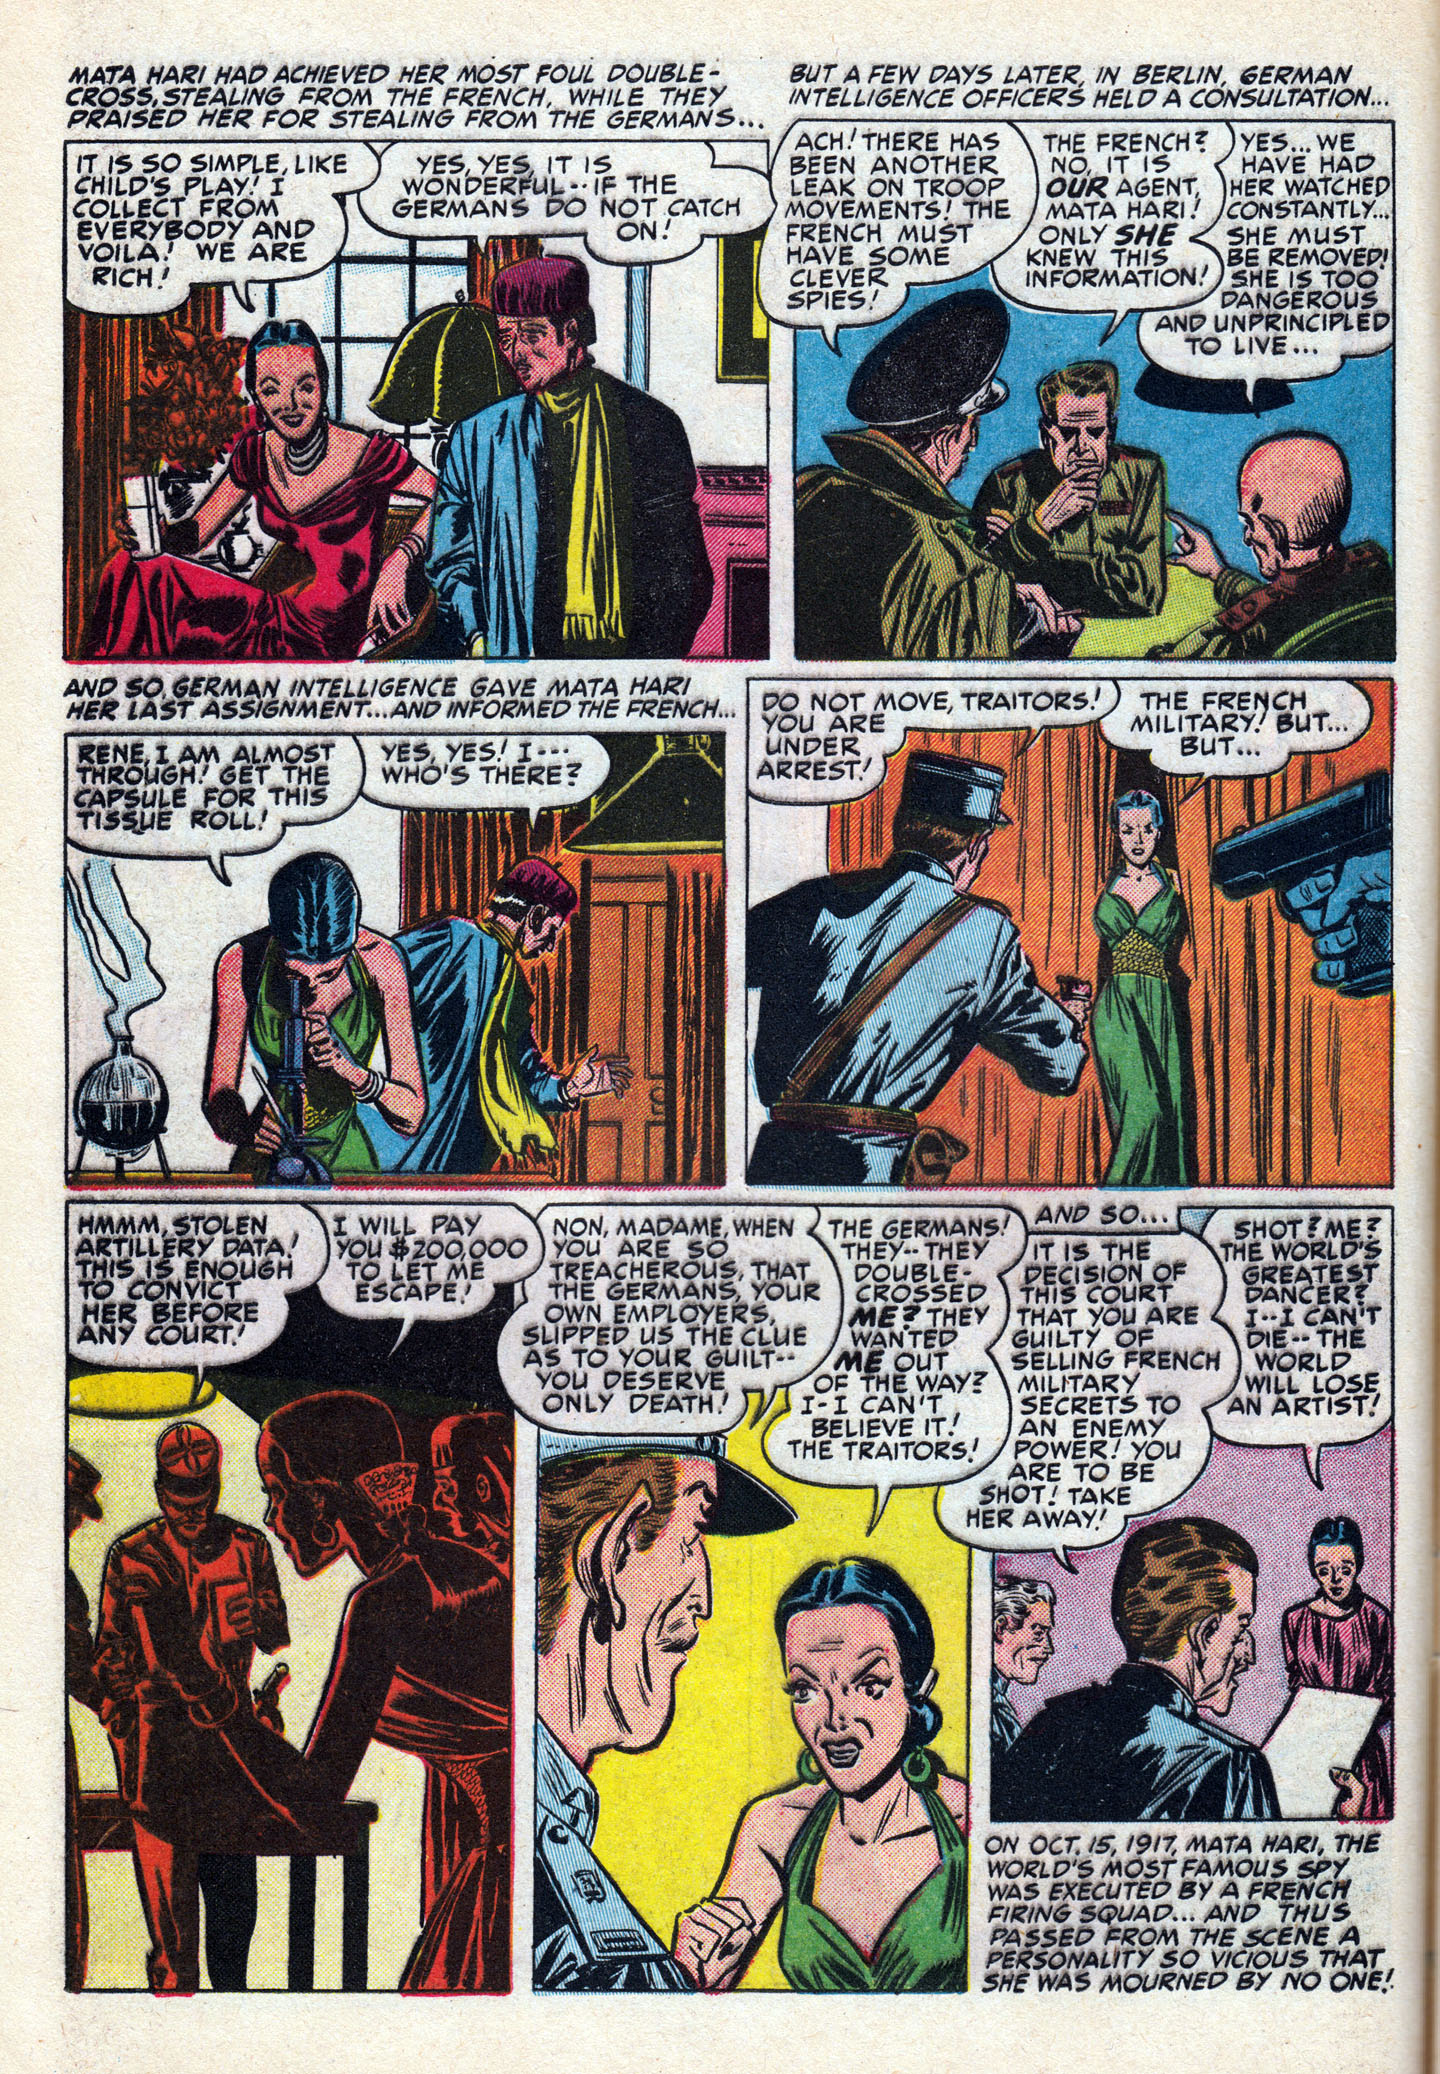 MATA HARI HAD ACHIEVED HER MOST FOUL DOUBLE-
CROSS, STEALING FROM THE FRENCH, WHILE THEY
PRAISED HER FOR STEALING FROM THE GERMANS...
IT IS SO SIMPLE, LIKE
CHILD'S PLAY! I
COLLECT FROM
EVERYBODY AND
VOILA! WE ARE
RICH!
YES, YES, IT IS
WONDERFUL-- IF THE
GERMANS DO NOT CATCH
ON!
BUT A FEW DAYS LATER, IN BERLIN, GERMAN
INTELLIGENCE OFFICERS HELD A CONSULTATION...
ACH! THERE HAS
BEEN ANOTHER
LEAK ON TROOP
MOVEMENTS! THE
FRENCH MUST
HAVE SOME
CLEVER
SPIES!
THE FRENCH?
NO, IT IS
OUR AGENT,
MATA HARI!
ONLY SHE
KNEW THIS
INFORMATION!
YES... WE
HAVE HAD
HER WATCHED
CONSTANTLY...
SHE MUST
BE REMOVED!
SHE IS TOO
DANGEROUS
AND UNPRINCIPLED
TO LIVE...
AND SO, GERMAN INTELLIGENCE GAVE MATA HARI
HER LAST ASSIGNMENT... AND INFORMED THE FRENCH...
RENE, I AM ALMOST
THROUGH! GET THE
CAPSULE FOR THIS
TISSUE ROLL!
YES, YES! I---
WHO'S THERE?
DO NOT MOVE, TRAITORS!
YOU ARE
UNDER
ARREST!
THE FRENCH
MILITARY! BUT...
BUT...
HMMM, STOLEN
ARTILLERY DATA!
THIS IS ENOUGH
TO CONVICT
HER BEFORE
ANY COURT!
I WILL PAY
YOU $200,000
TO LET ME
ESCAPE!
NON, MADAME, WHEN
YOU ARE SO
TREACHEROUS, THAT
THE GERMANS, YOUR
OWN EMPLOYERS,
SLIPPED US THE CLUE
AS TO YOUR GUILT--
YOU DESERVE
ONLY DEATH!
THE GERMANS!
THEY-- THEY
DOUBLE-
CROSSED
ME? THEY
WANTED
ME OUT
OF THE WAY?
I-I CAN'T
BELIEVE IT!
THE TRAITORS!
AND SO...
IT IS THE
DECISION OF
THIS COURT
THAT YOU ARE
GUILTY OF
SELLING FRENCH
MILITARY
SECRETS TO
AN ENEMY
POWER! YOU
ARE TO BE
SHOT! TAKE
HER AWAY!
SHOT? ME?
THE WORLD'S
GREATEST
DANCER?
I--I CAN'T
DIE-- THE
WORLD
WILL LOSE
AN ARTIST!
ON OCT. 15, 1917, MATA HARI, THE
WORLD'S MOST FAMOUS SPY
WAS EXECUTED BY A FRENCH
FIRING SQUAD... AND THUS
PASSED FROM THE SCENE A
PERSONALITY SO VICIOUS THAT
SHE WAS MOURNED BY NO ONE!